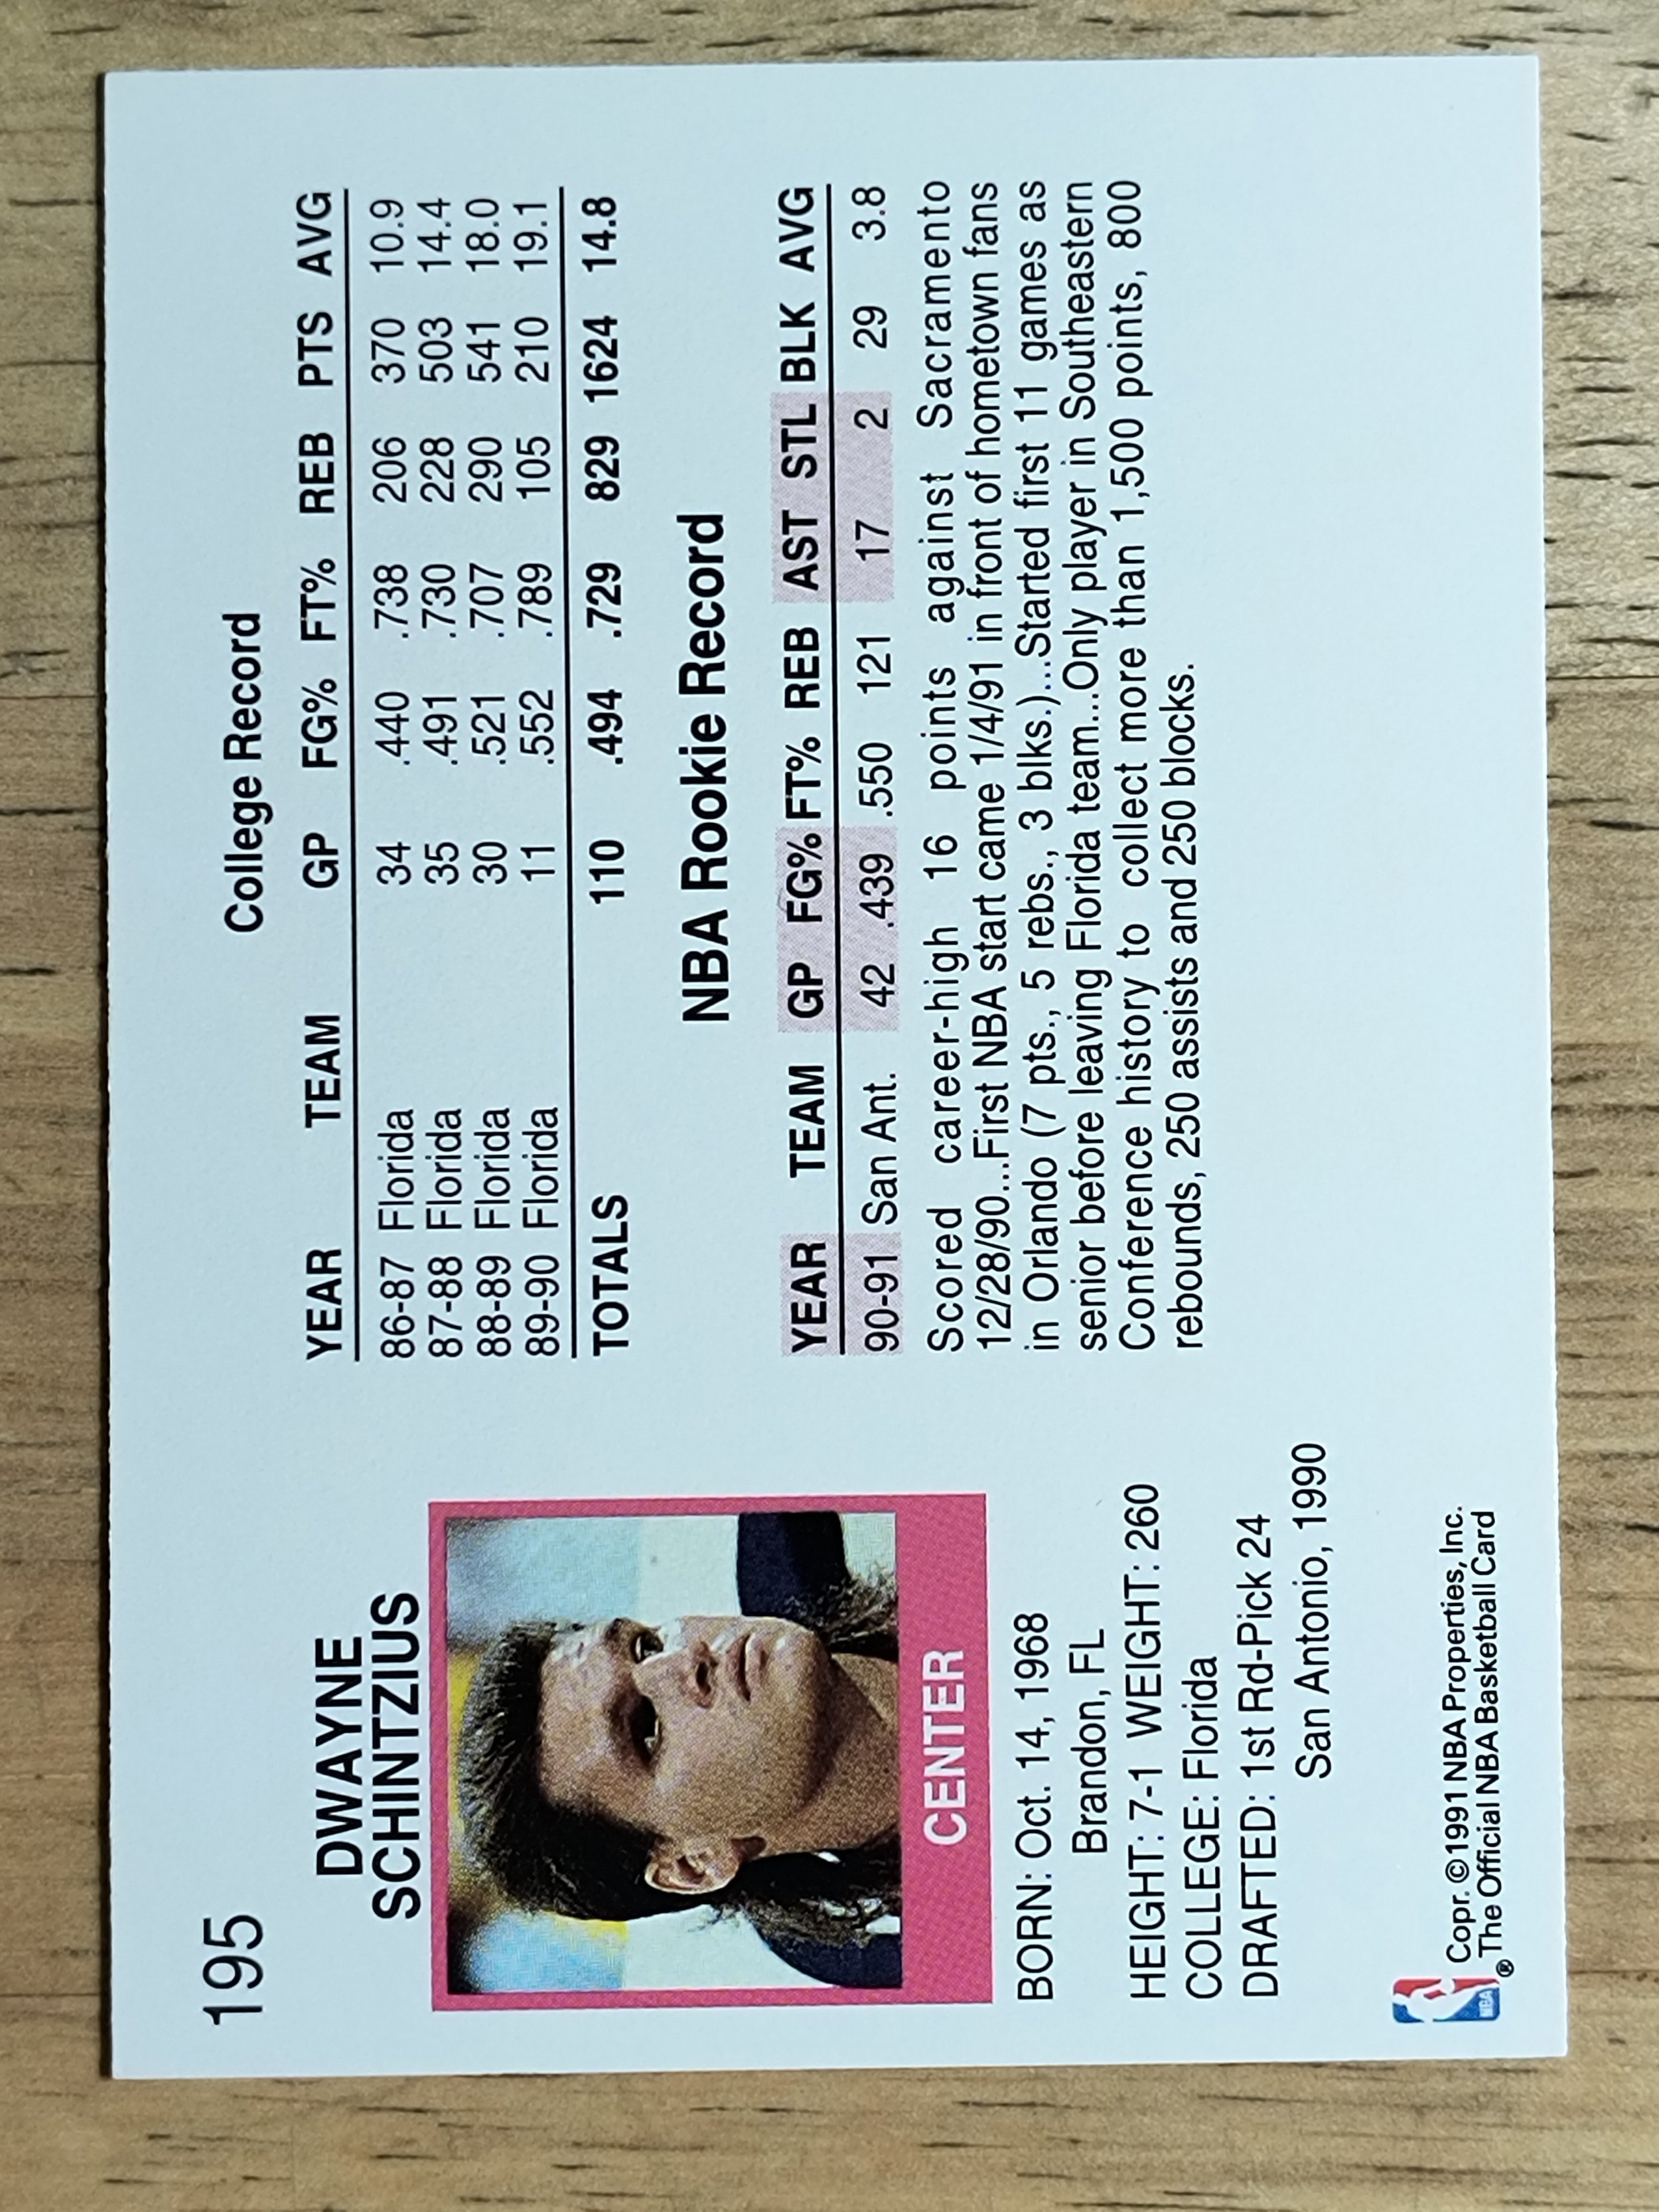 195
DWAYNE
SCHINTZIUS
CENTER
BORN: Oct. 14, 1968
Brandon, FL
HEIGHT: 7-1 WEIGHT: 260
COLLEGE: Florida
DRAFTED: 1st Rd-Pick 24
San Antonio, 1990
NBA
®
Copr. ©1991 NBA Properties, Inc.
The Official NBA Basketball Card
College Record
YEAR TEAM GP FG% FT% REB PTS AVG
86-87 Florida 34 .440 .738 206 370 10.9
87-88 Florida 35 .491 .730 228 503 14.4
88-89 Florida 30 .521 .707 290 541 18.0
89-90 Florida 11 .552 .789 105 210 19.1
TOTALS 110 .494 .729 829 1624 14.8
NBA Rookie Record
YEAR TEAM GP FG% FT% REB AST STL BLK AVG
90-91 San Ant. 42 .439 .550 121 17 2 29 3.8
Scored career-high 16 points against Sacramento
12/28/90...First NBA start came 1/4/91 in front of hometown fans
in Orlando (7 pts., 5 rebs., 3 blks.)...Started first 11 games as
senior before leaving Florida team...Only player in Southeastern
Conference history to collect more than 1,500 points, 800
rebounds, 250 assists and 250 blocks.